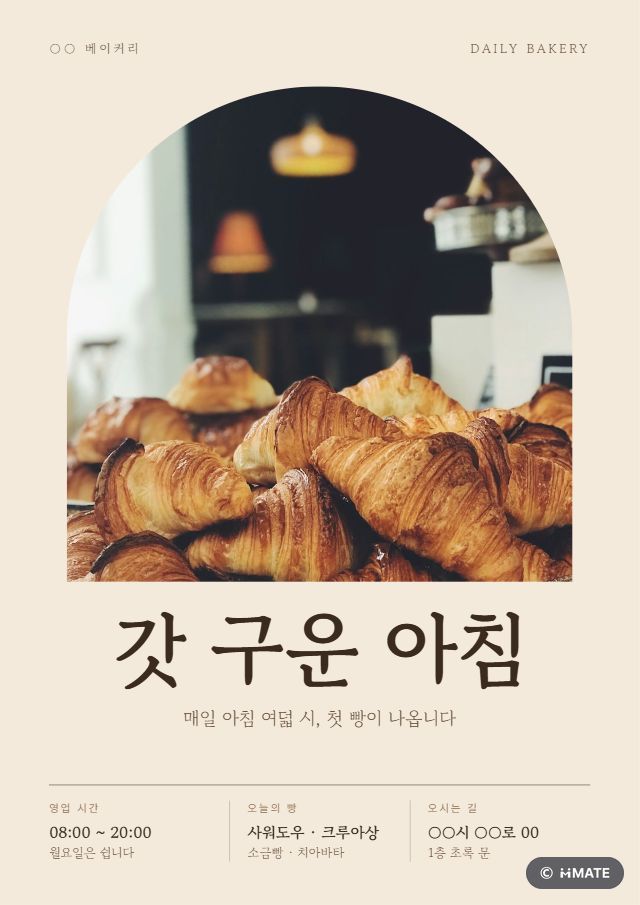 ○○ 베이커리
DAILY BAKERY
갓 구운 아침
매일 아침 여덟 시, 첫 빵이 나옵니다
영업 시간
08:00 ~ 20:00
월요일은 쉽니다
오늘의 빵
사워도우 · 크루아상
소금빵 · 치아바타
오시는 길
○○시 ○○로 00
1층 초록 문
© MMATE